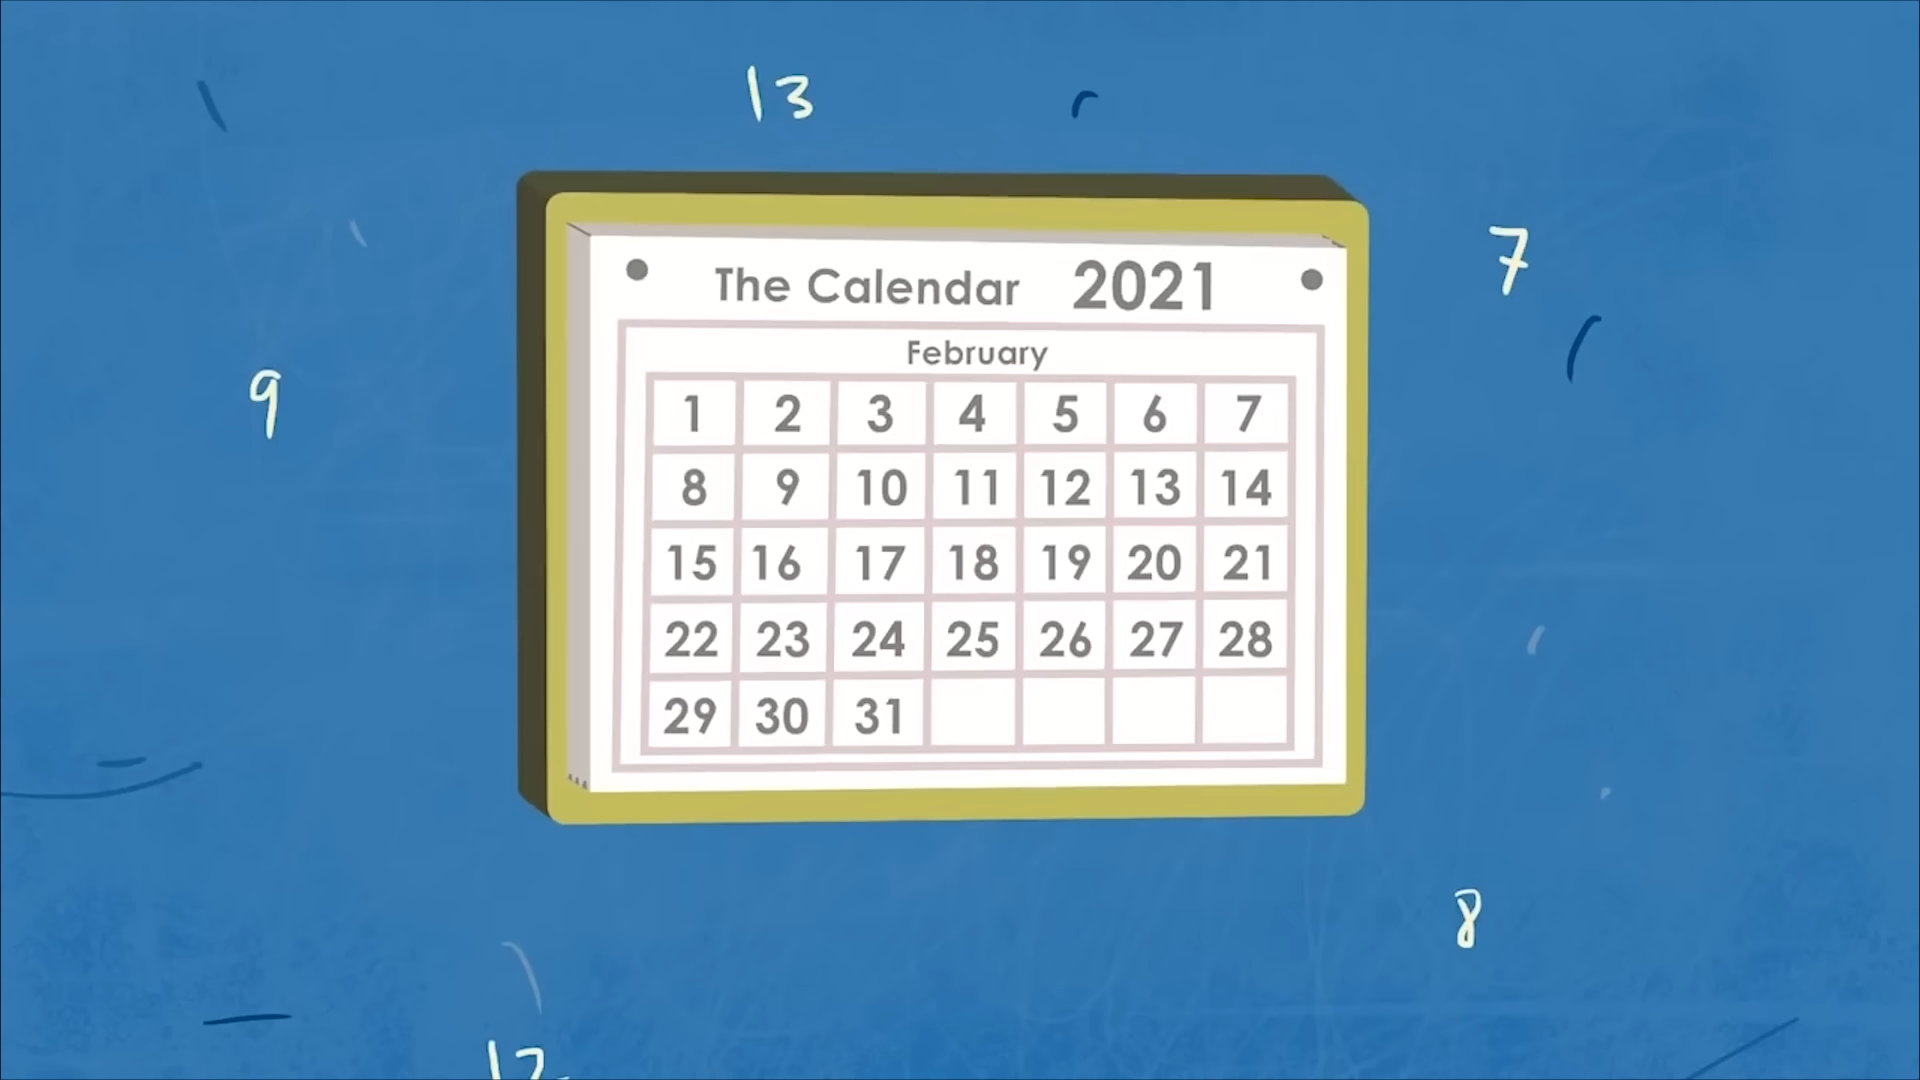 13
7
9
The Calendar 2021
February
1 2 3 4 5 6 7
8 9 10 11 12 13 14
15 16 17 18 19 20 21
22 23 24 25 26 27 28
29 30 31
8
12